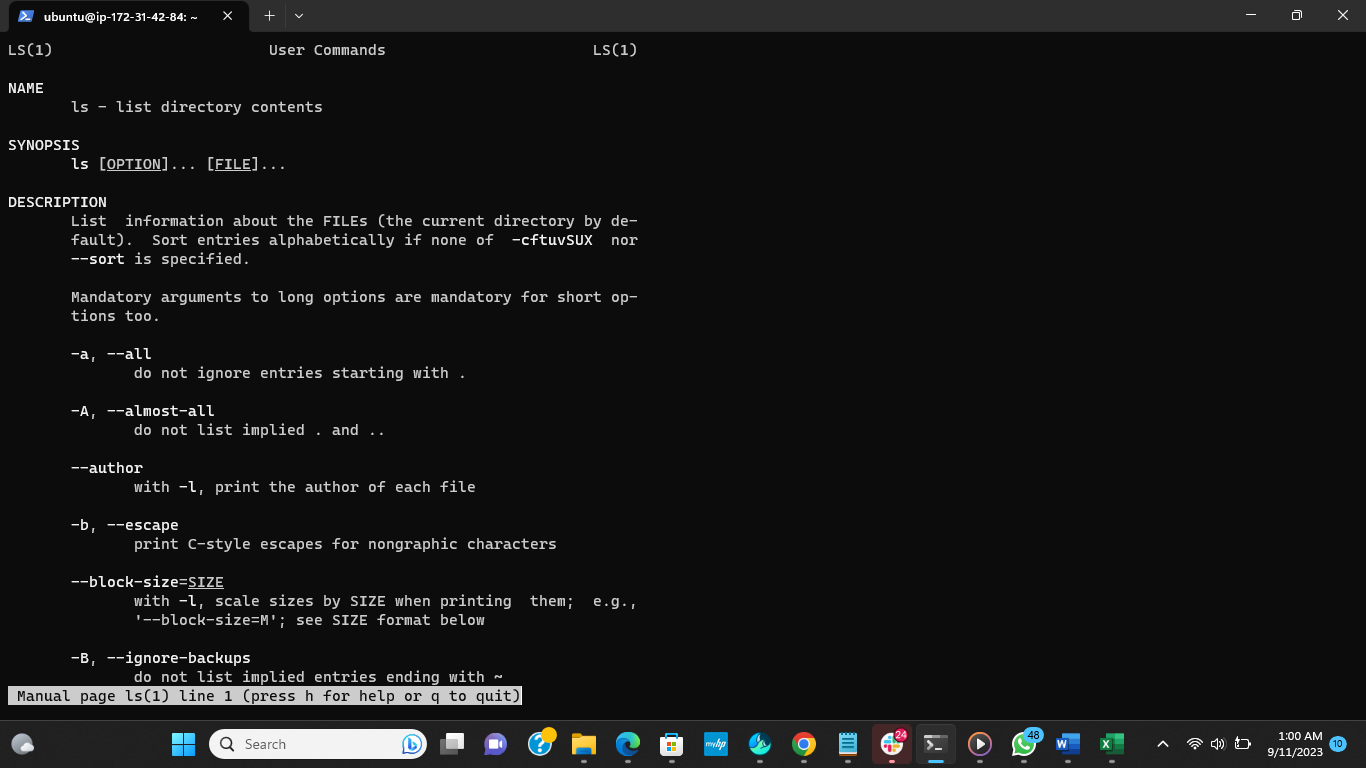 ubuntu@ip-172-31-42-84: ~
LS(1) User Commands LS(1)
NAME
ls - list directory contents
SYNOPSIS
ls [OPTION]... [FILE]...
DESCRIPTION
List information about the FILEs (the current directory by de-
fault). Sort entries alphabetically if none of -cftuvSUX nor
--sort is specified.
Mandatory arguments to long options are mandatory for short op-
tions too.
-a, --all
do not ignore entries starting with .
-A, --almost-all
do not list implied . and ..
--author
with -l, print the author of each file
-b, --escape
print C-style escapes for nongraphic characters
--block-size=SIZE
with -l, scale sizes by SIZE when printing them; e.g.,
'--block-size=M'; see SIZE format below
-B, --ignore-backups
do not list implied entries ending with ~
Manual page ls(1) line 1 (press h for help or q to quit)
Search
myhp
24
48
W
X
1:00 AM
9/11/2023
10